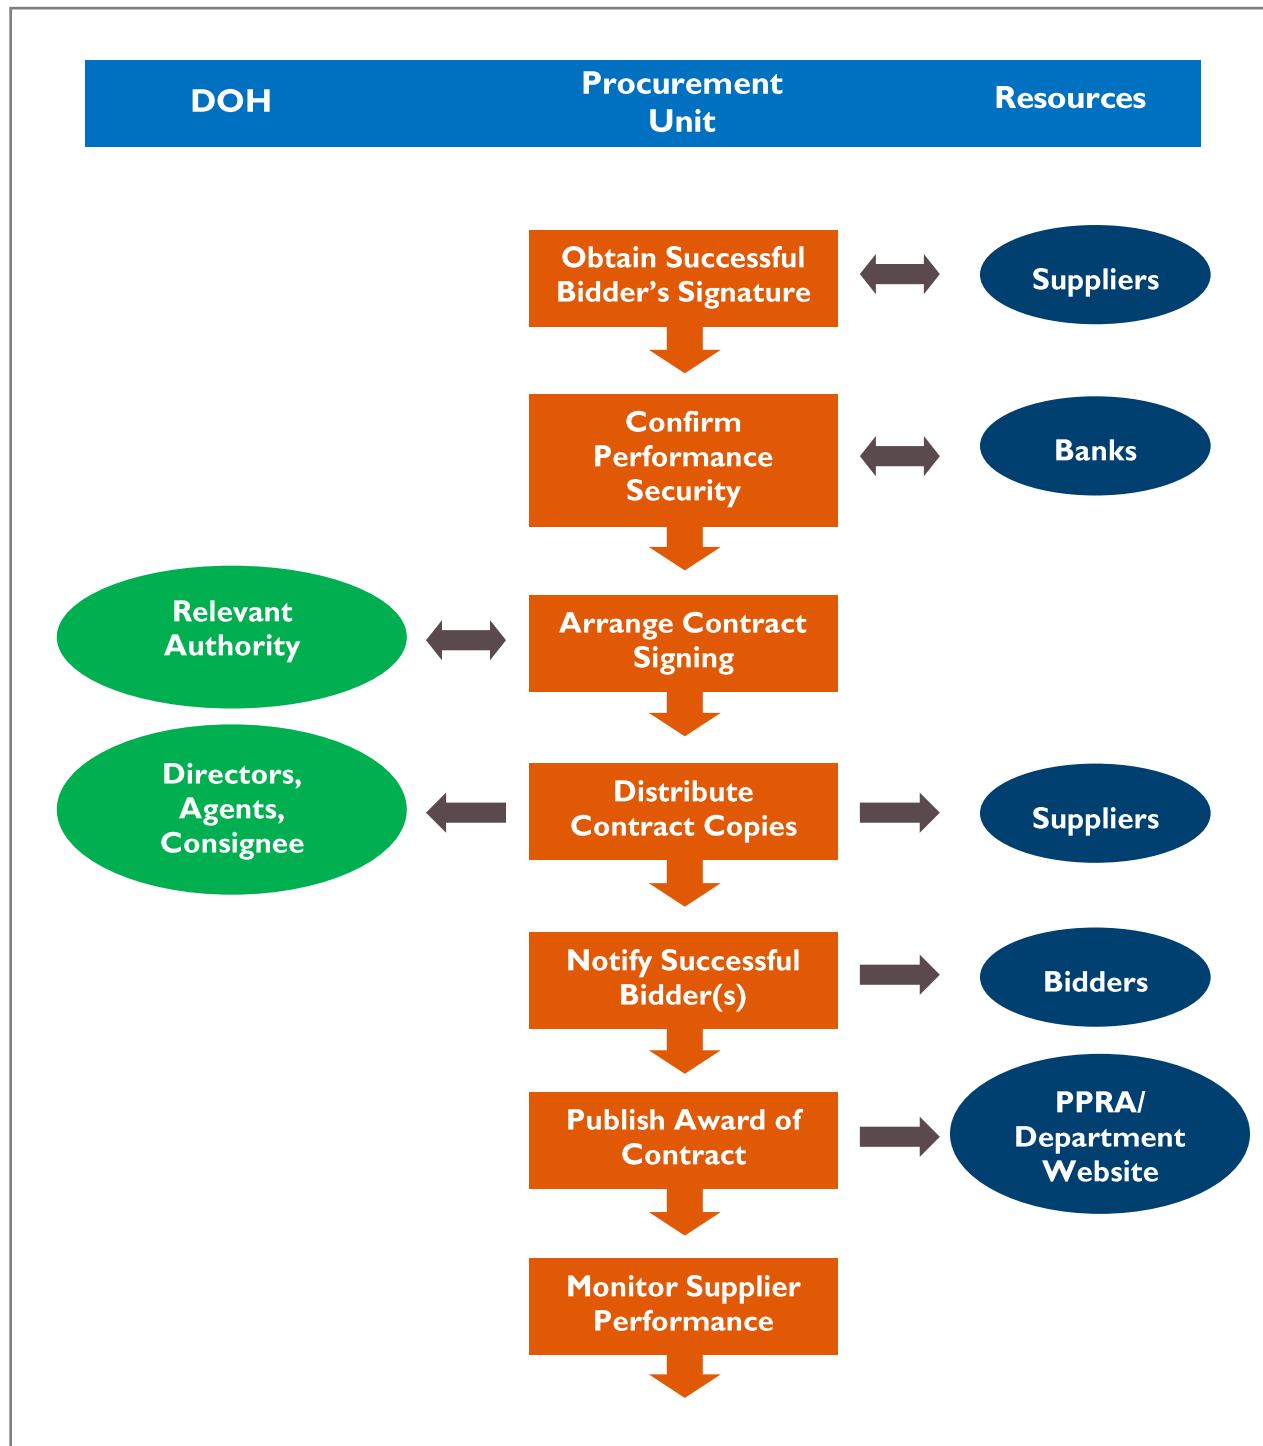 DOH
Procurement
Unit
Resources
Obtain Successful
Bidder’s Signature
Suppliers
Confirm
Performance
Security
Banks
Relevant
Authority
Arrange Contract
Signing
Directors,
Agents,
Consignee
Distribute
Contract Copies
Suppliers
Notify Successful
Bidder(s)
Bidders
Publish Award of
Contract
PPRA/
Department
Website
Monitor Supplier
Performance